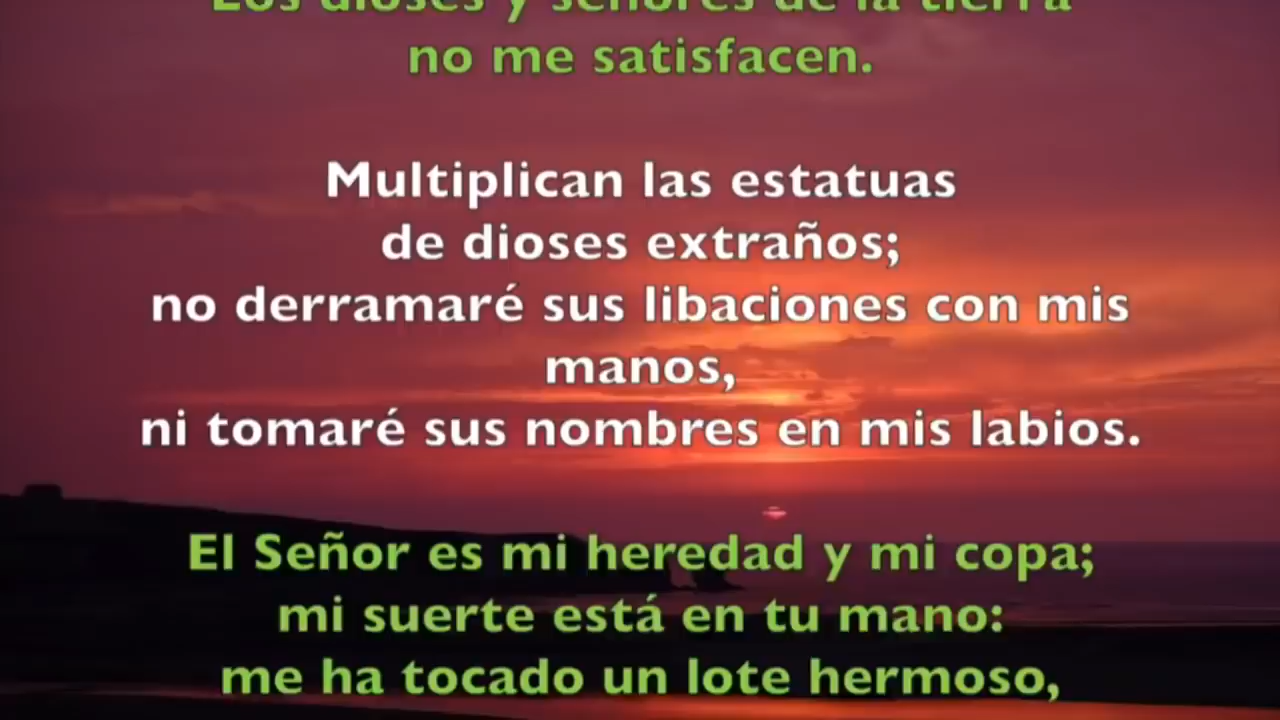 Los dioses y señores de la tierra
no me satisfacen.
Multiplican las estatuas
de dioses extraños;
no derramaré sus libaciones con mis
manos,
ni tomaré sus nombres en mis labios.
El Señor es mi heredad y mi copa;
mi suerte está en tu mano:
me ha tocado un lote hermoso,